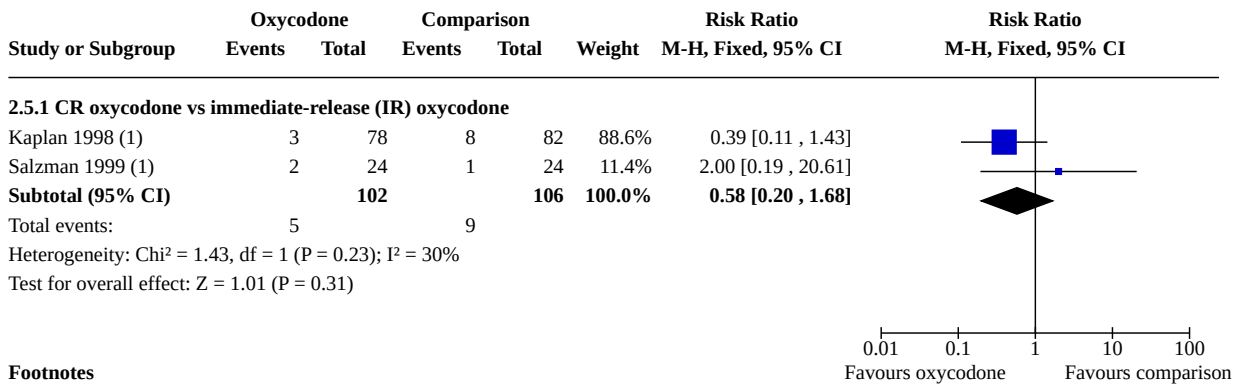 Oxycodone Comparison Risk Ratio Risk Ratio
Study or Subgroup Events Total Events Total Weight M-H, Fixed, 95% CI M-H, Fixed, 95% CI
2.5.1 CR oxycodone vs immediate-release (IR) oxycodone
Kaplan 1998 (1) 3 78 8 82 88.6% 0.39 [0.11 , 1.43]
Salzman 1999 (1) 2 24 1 24 11.4% 2.00 [0.19 , 20.61]
Subtotal (95% CI) 102 106 100.0% 0.58 [0.20 , 1.68]
Total events: 5 9
Heterogeneity: Chi² = 1.43, df = 1 (P = 0.23); I² = 30%
Test for overall effect: Z = 1.01 (P = 0.31)
0.01 0.1 1 10 100
Footnotes Favours oxycodone Favours comparison